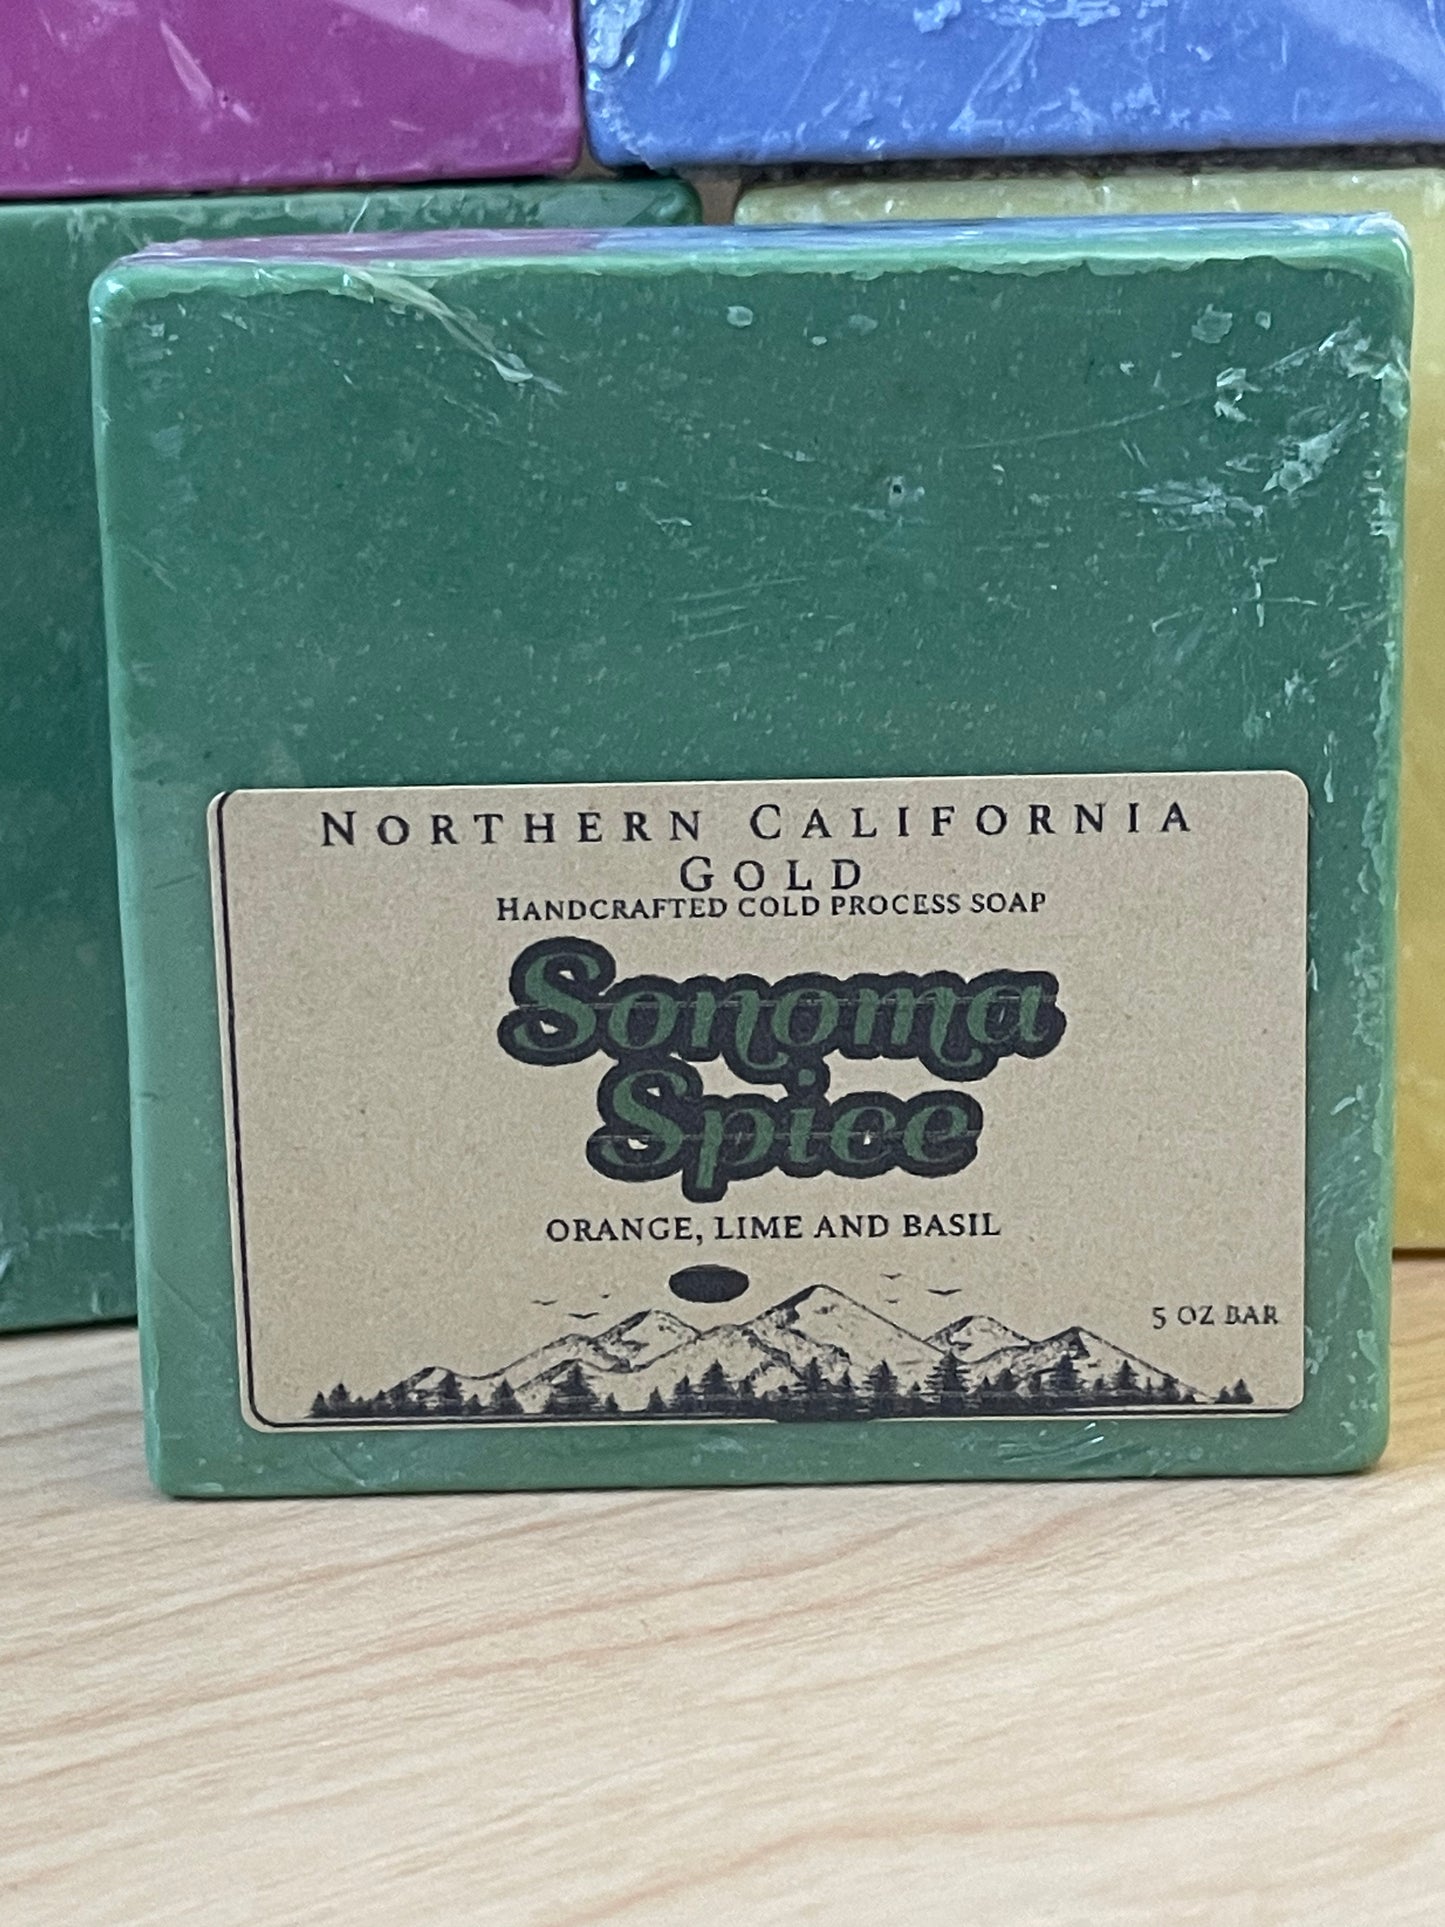 Northern California
Gold
Handcrafted cold process soap
Sonoma
Spice
orange, lime and basil
5 oz bar